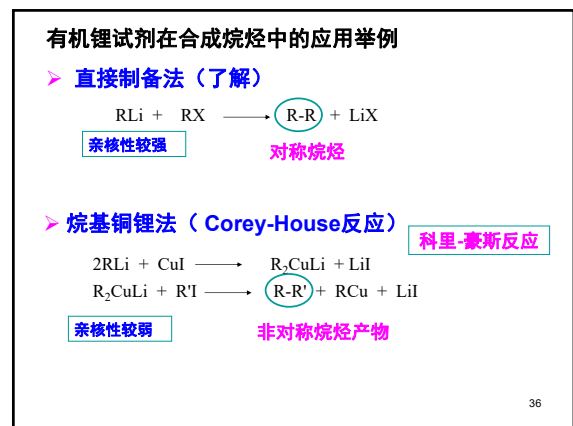 有机锂试剂在合成烷烃中的应用举例
➢ 直接制备法（了解）
RLi + RX ⟶ R-R + LiX
亲核性较强
对称烷烃
➢ 烷基铜锂法（ Corey-House反应）
科里-豪斯反应
2RLi + CuI ⟶ R₂CuLi + LiI
R₂CuLi + R'I ⟶ R-R' + RCu + LiI
亲核性较弱
非对称烷烃产物
36